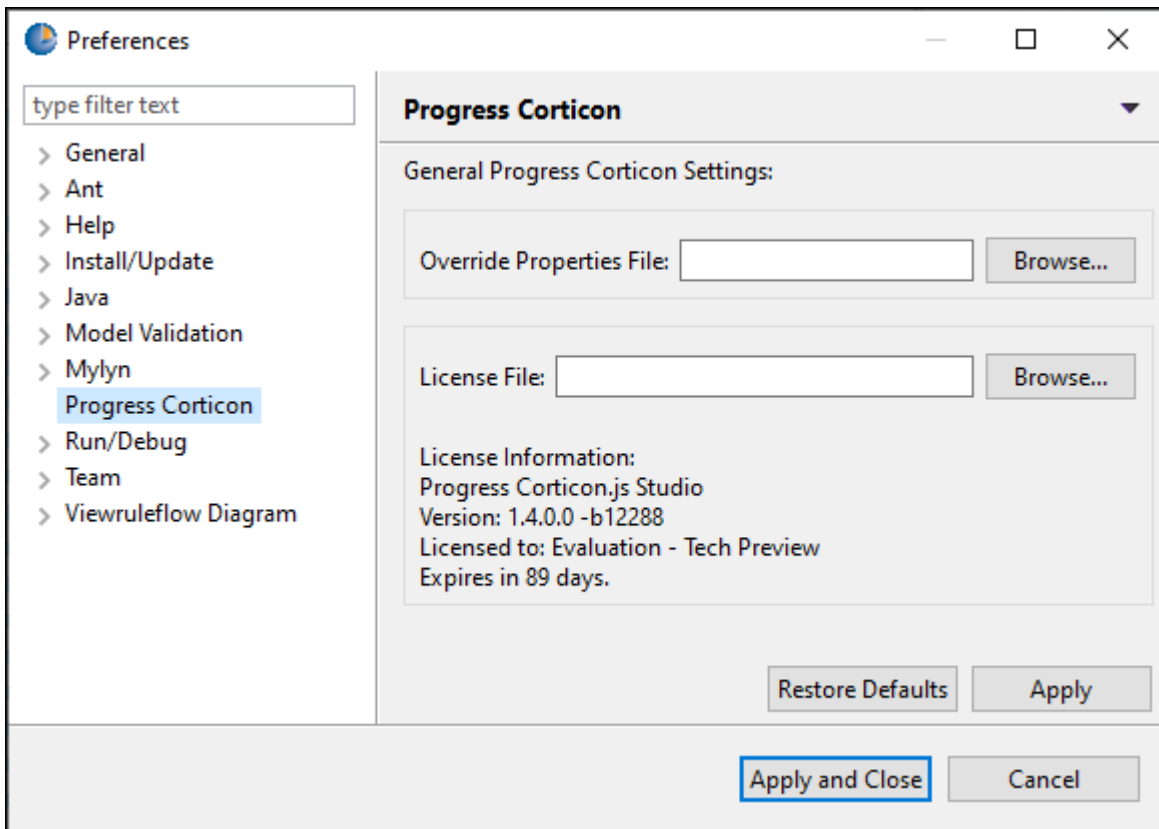 Preferences
type filter text
General
Ant
Help
Install/Update
Java
Model Validation
Mylyn
Progress Corticon
Run/Debug
Team
Viewruleflow Diagram
Progress Corticon
General Progress Corticon Settings:
Override Properties File:
Browse...
License File:
Browse...
License Information:
Progress Corticon.js Studio
Version: 1.4.0.0 -b12288
Licensed to: Evaluation - Tech Preview
Expires in 89 days.
Restore Defaults
Apply
Apply and Close
Cancel